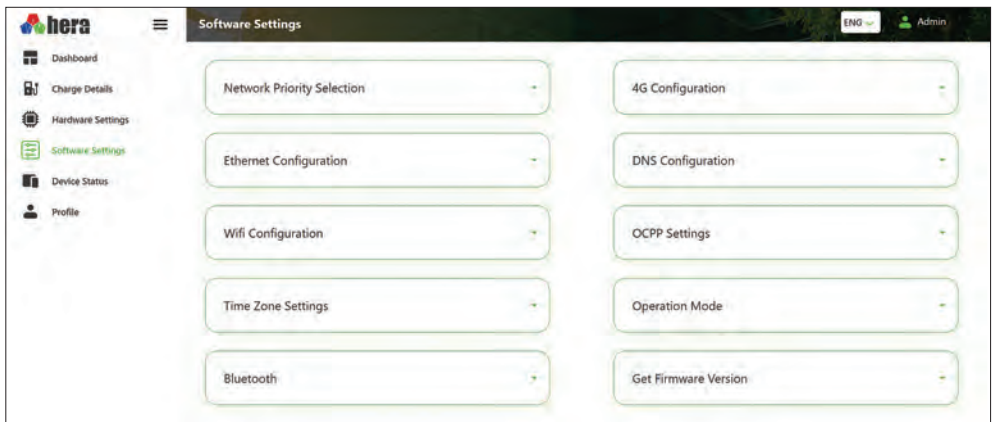 hera
Software Settings
ENG
Admin
Dashboard
Charge Details
Hardware Settings
Software Settings
Device Status
Profile
Network Priority Selection
4G Configuration
Ethernet Configuration
DNS Configuration
Wifi Configuration
OCPP Settings
Time Zone Settings
Operation Mode
Bluetooth
Get Firmware Version